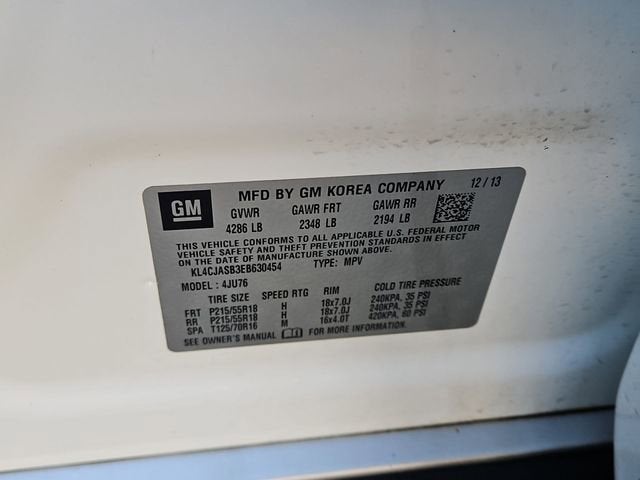 GM
MFD BY GM KOREA COMPANY 12/13
GVWR GAWR FRT GAWR RR
4286 LB 2348 LB 2194 LB
THIS VEHICLE CONFORMS TO ALL APPLICABLE U.S. FEDERAL MOTOR
VEHICLE SAFETY AND THEFT PREVENTION STANDARDS IN EFFECT
ON THE DATE OF MANUFACTURE SHOWN ABOVE.
KL4CJASB3EB630454 TYPE: MPV
MODEL : 4JU76
TIRE SIZE SPEED RTG RIM COLD TIRE PRESSURE
FRT P215/55R18 H 18x7.0J 240KPA, 35 PSI
RR P215/55R18 H 18x7.0J 240KPA, 35 PSI
SPA T125/70R16 M 16x4.0T 420KPA, 60 PSI
SEE OWNER'S MANUAL FOR MORE INFORMATION.